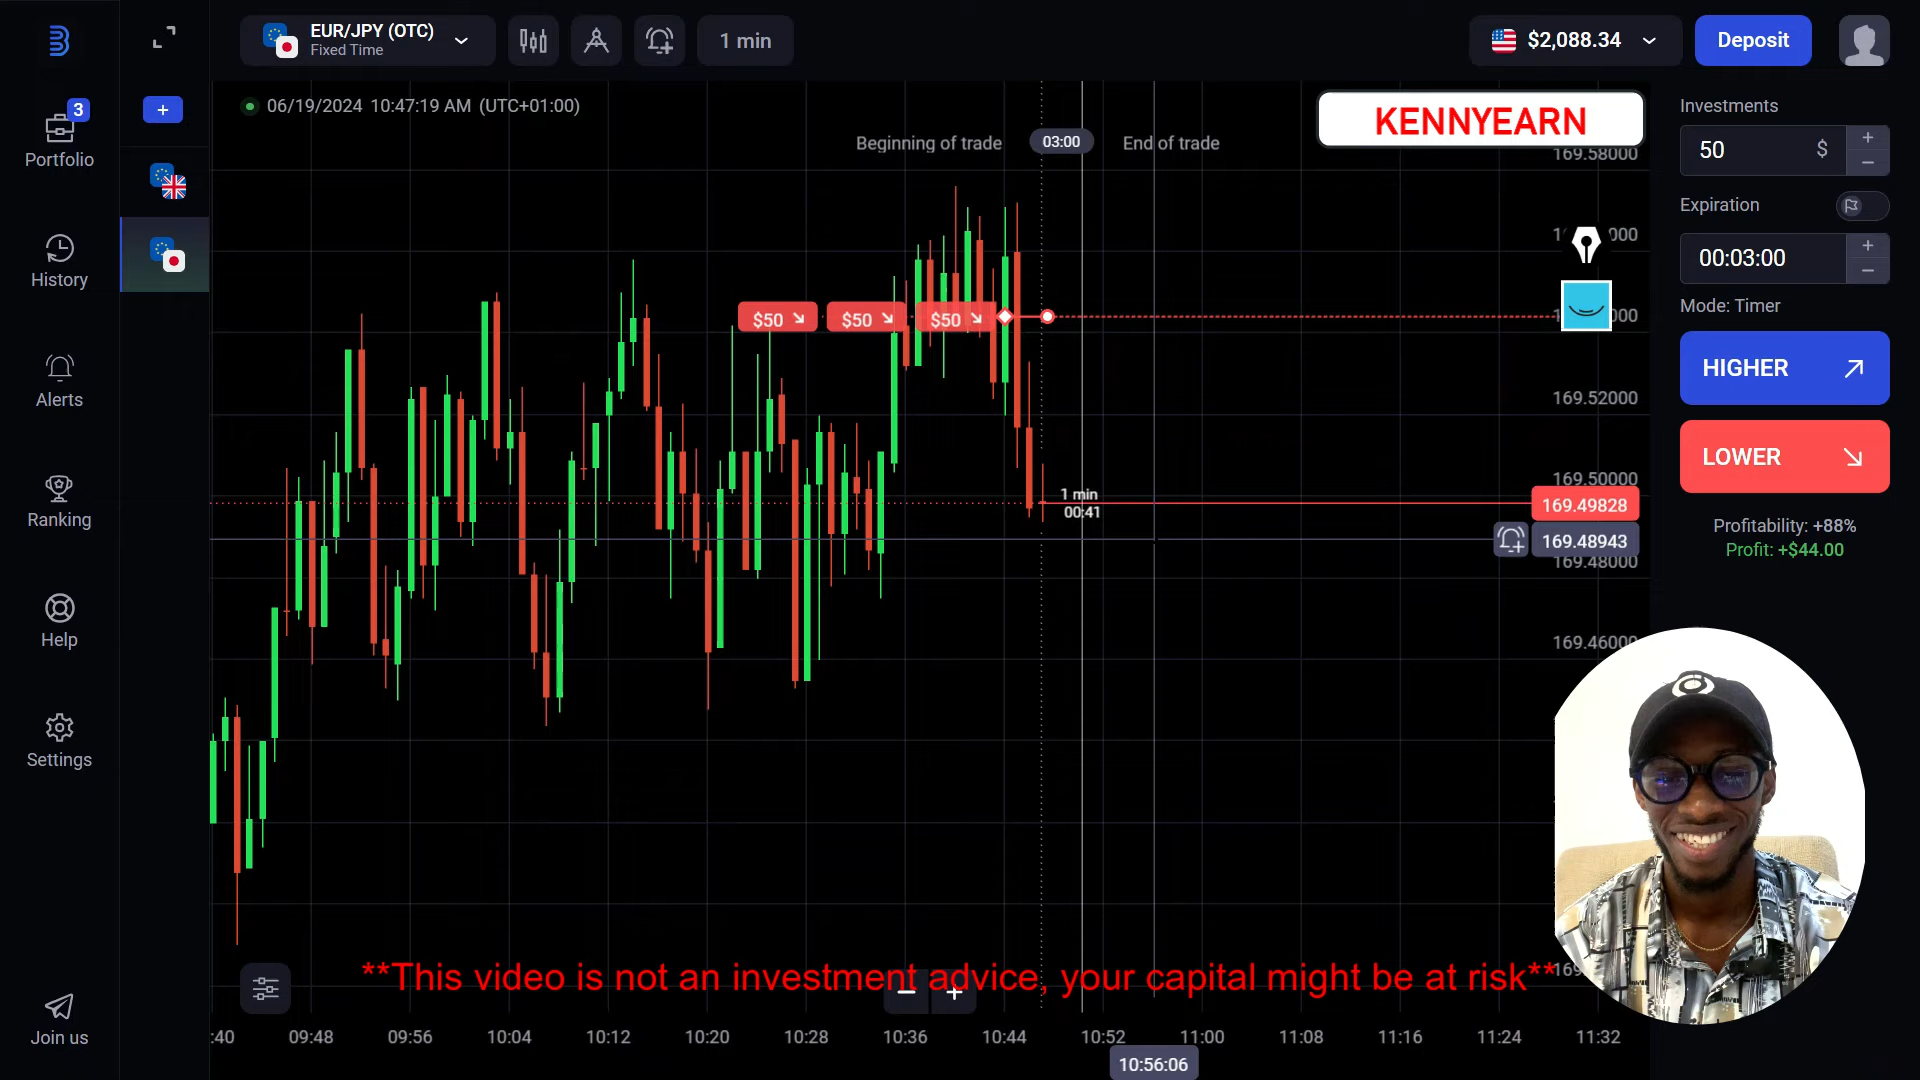 EUR/JPY (OTC)
Fixed Time
1 min
$2,088.34
Deposit
3
Portfolio
History
Alerts
Ranking
Help
Settings
Join us
+
06/19/2024 10:47:19 AM (UTC+01:00)
Beginning of trade
03:00
End of trade
KENNYEARN
$50
$50
$50
1 min
00:41
169.58000
169.52000
169.50000
169.49828
169.48943
169.48000
169.46000
Investments
50 $
+
−
Expiration
00:03:00
+
−
Mode: Timer
HIGHER
LOWER
Profitability: +88%
Profit: +$44.00
**This video is not an investment advice, your capital might be at risk**
− +
:40 09:48 09:56 10:04 10:12 10:20 10:28 10:36 10:44 10:52 11:00 11:08 11:16 11:24 11:32
10:56:06